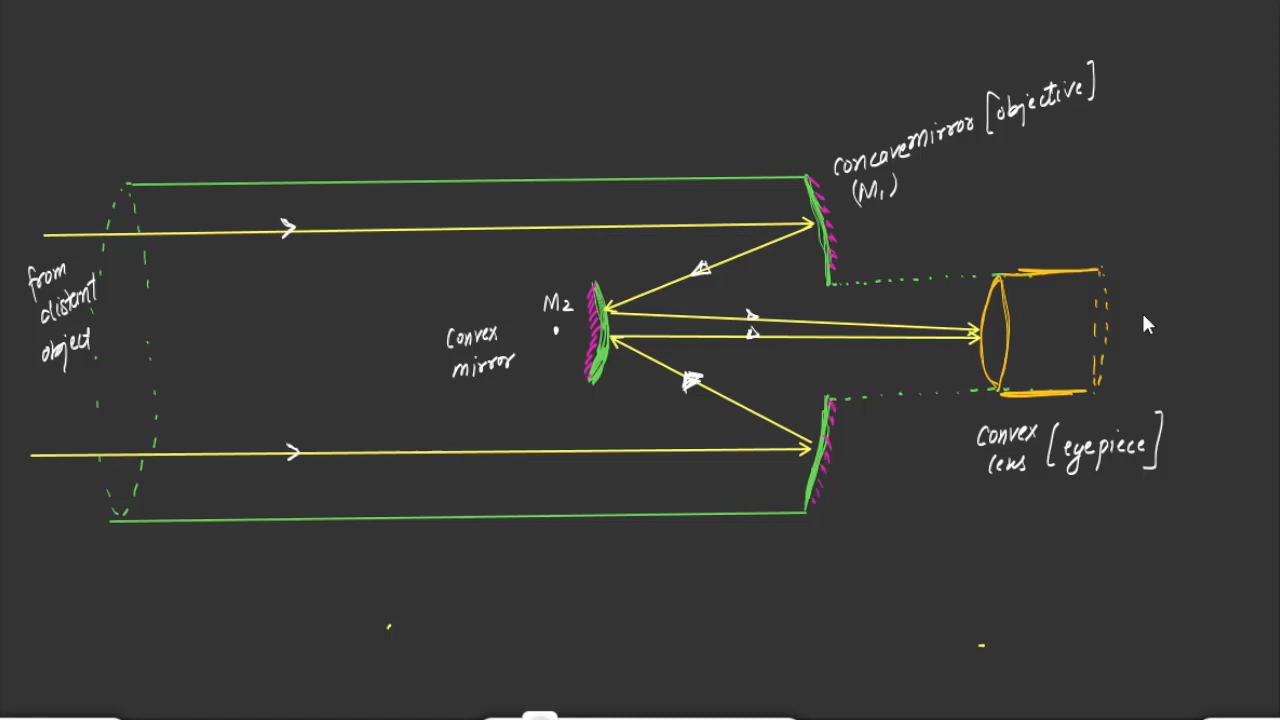 concavemirror [objective]
(M₁)
from
distant
object
M2
Convex
mirror
Convex
lens [eyepiece]